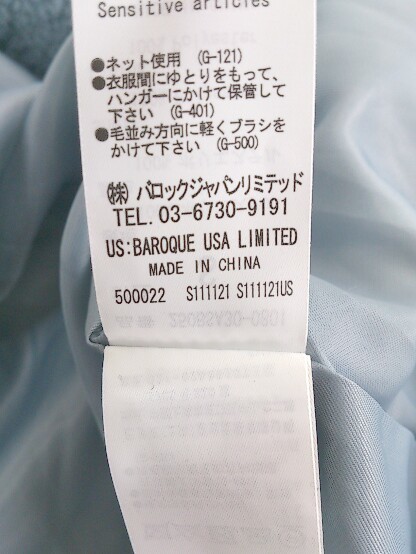 Sensitive articles
●ネット使用 (G-121)
●衣服間にゆとりをもって、
ハンガーにかけて保管して
下さい (G-401)
●毛並み方向に軽くブラシを
かけて下さい (G-500)
㈱ バロックジャパンリミテッド
TEL. 03-6730-9191
US:BAROQUE USA LIMITED
MADE IN CHINA
500022 S111121 S111121US